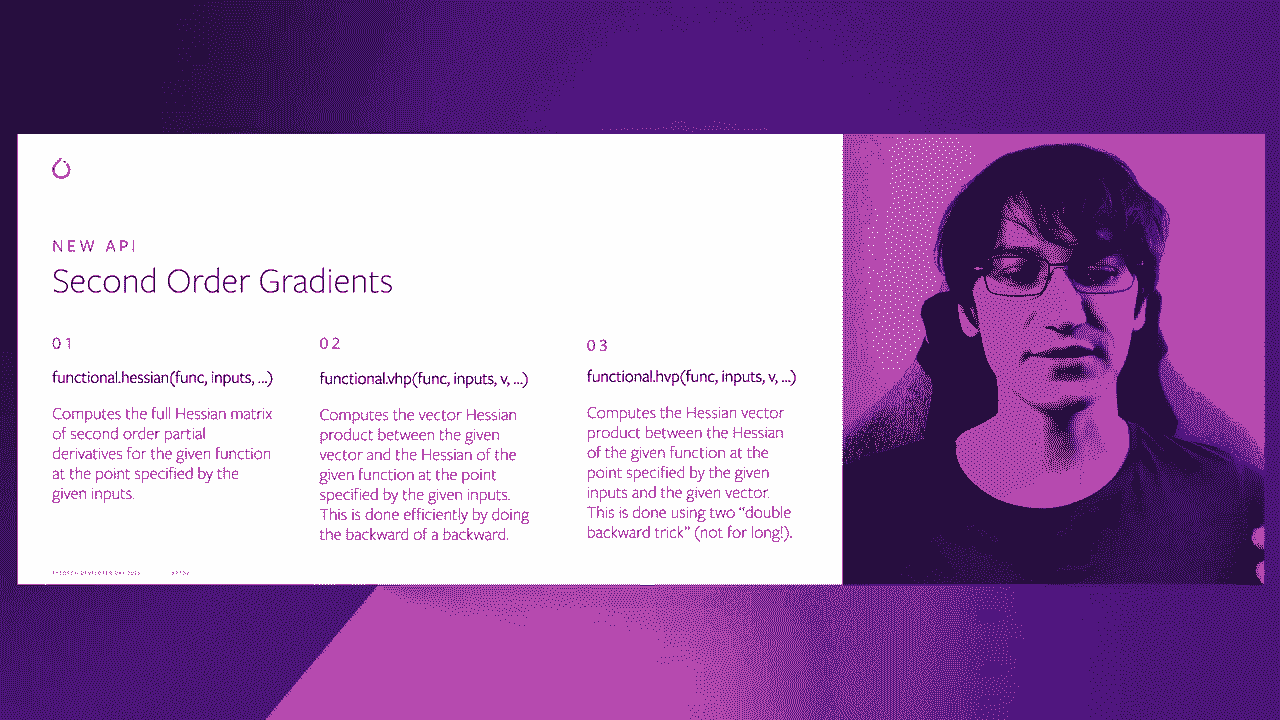 NEW API
Second Order Gradients
01
functional.hessian(func, inputs, ...)
Computes the full Hessian matrix
of second order partial
derivatives for the given function
at the point specified by the
given inputs.
02
functional.vhp(func, inputs, v, ...)
Computes the vector Hessian
product between the given
vector and the Hessian of the
given function at the point
specified by the given inputs.
This is done efficiently by doing
the backward of a backward.
03
functional.hvp(func, inputs, v, ...)
Computes the Hessian vector
product between the Hessian
of the given function at the
point specified by the given
inputs and the given vector.
This is done using two “double
backward trick” (not for long!).